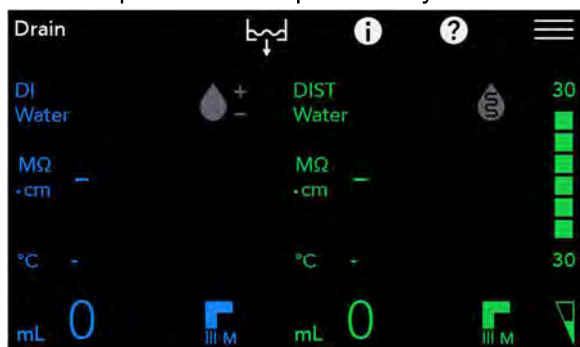 Drain
i
?
DI
Water
+
−
DIST
Water
30
MΩ
·cm
-
MΩ
·cm
-
°C -
°C -
30
mL 0
III M
mL 0
III M